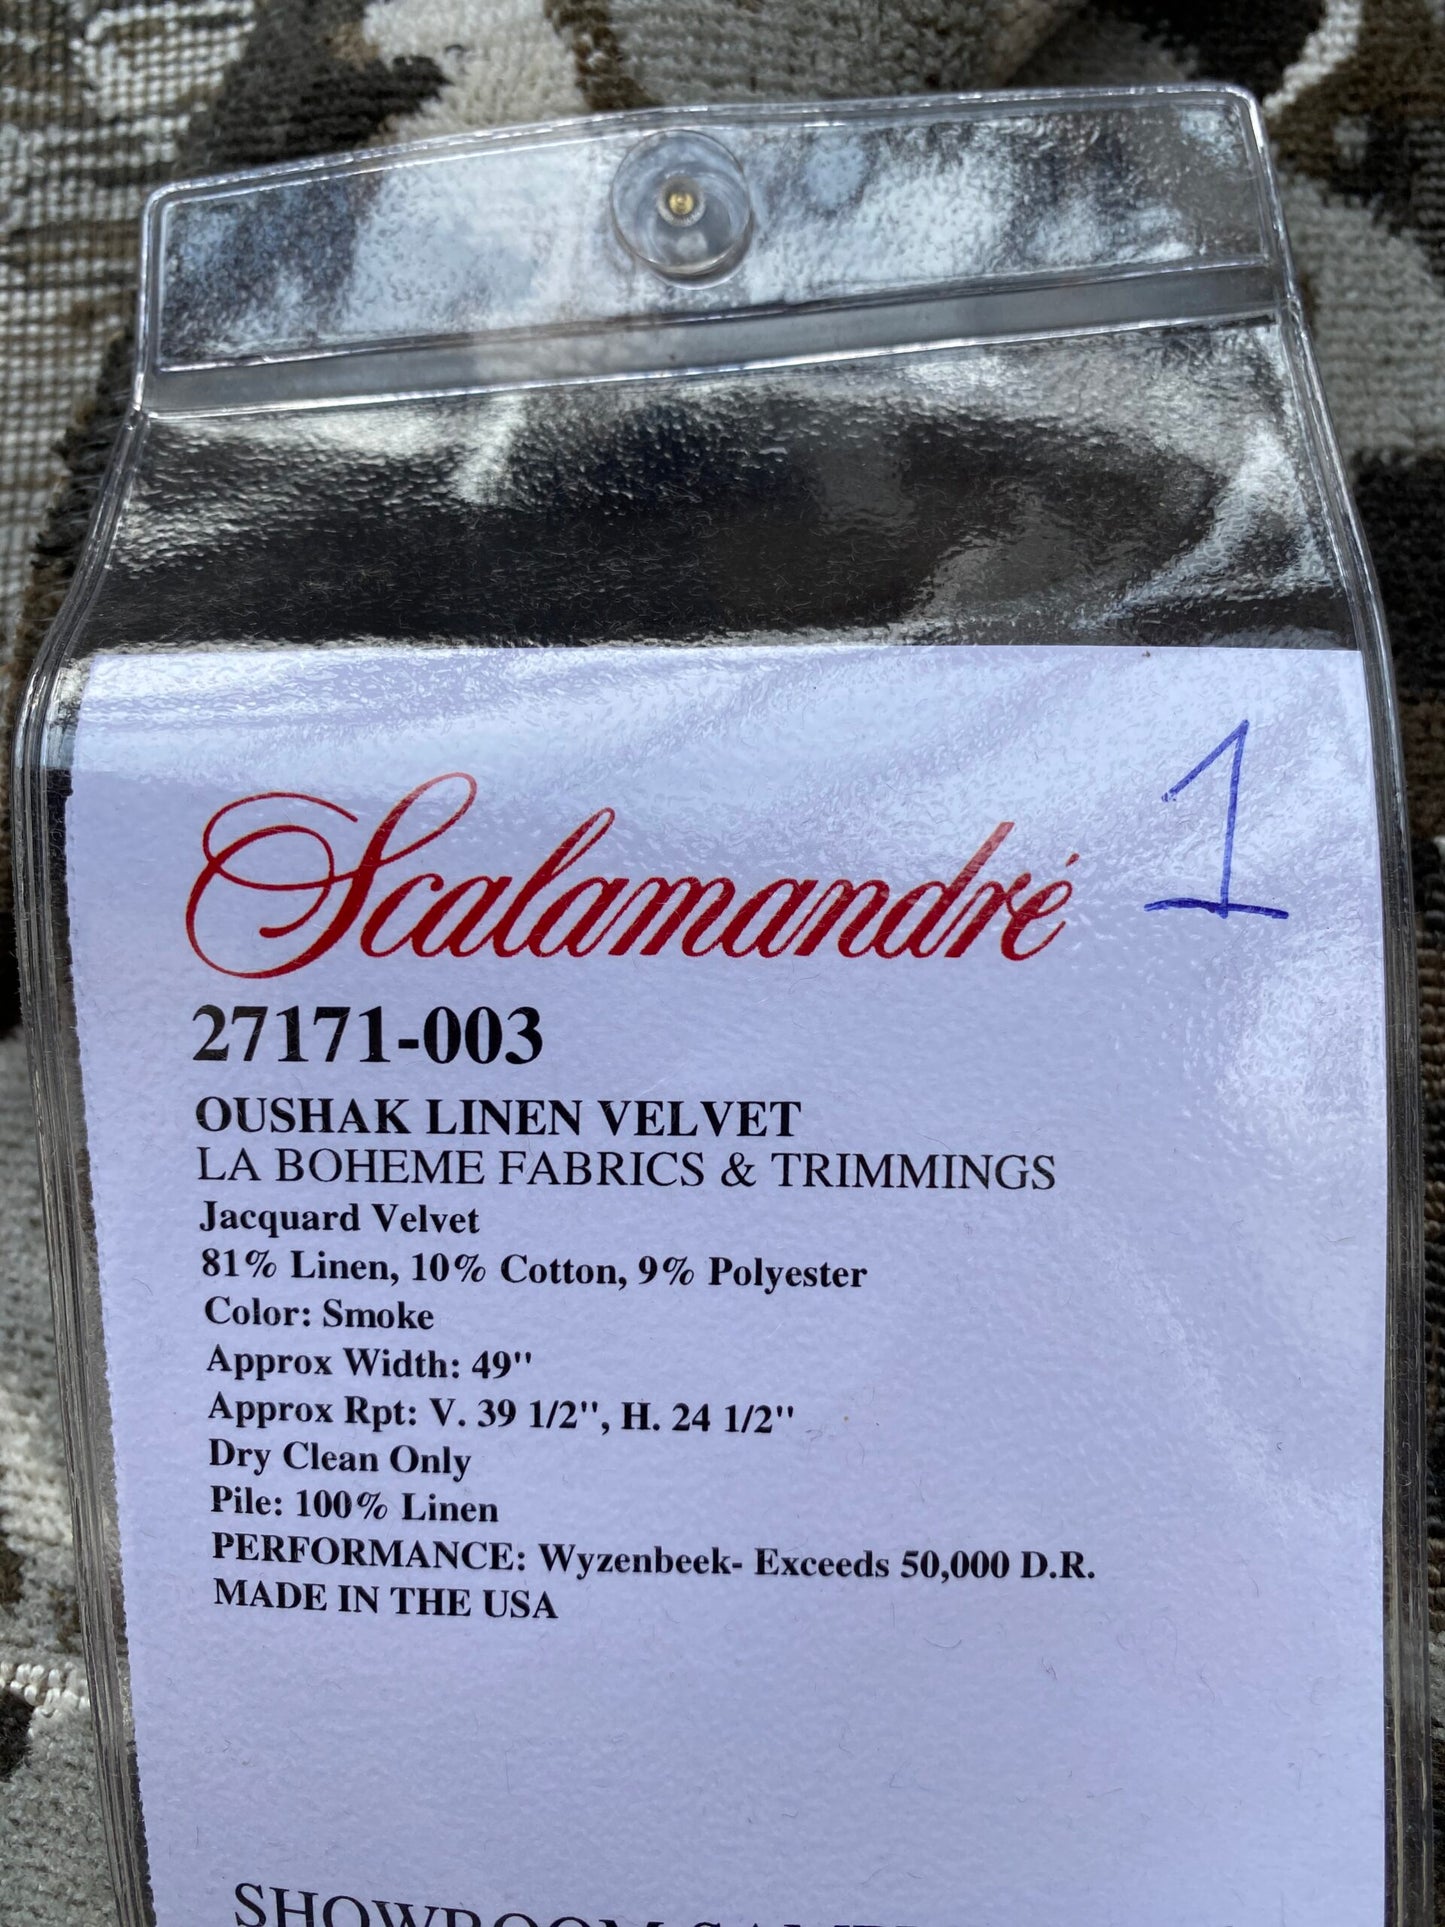 Scalamandré
1
27171-003
OUSHAK LINEN VELVET
LA BOHEME FABRICS & TRIMMINGS
Jacquard Velvet
81% Linen, 10% Cotton, 9% Polyester
Color: Smoke
Approx Width: 49"
Approx Rpt: V. 39 1/2", H. 24 1/2"
Dry Clean Only
Pile: 100% Linen
PERFORMANCE: Wyzenbeek- Exceeds 50,000 D.R.
MADE IN THE USA
SHOWROOM